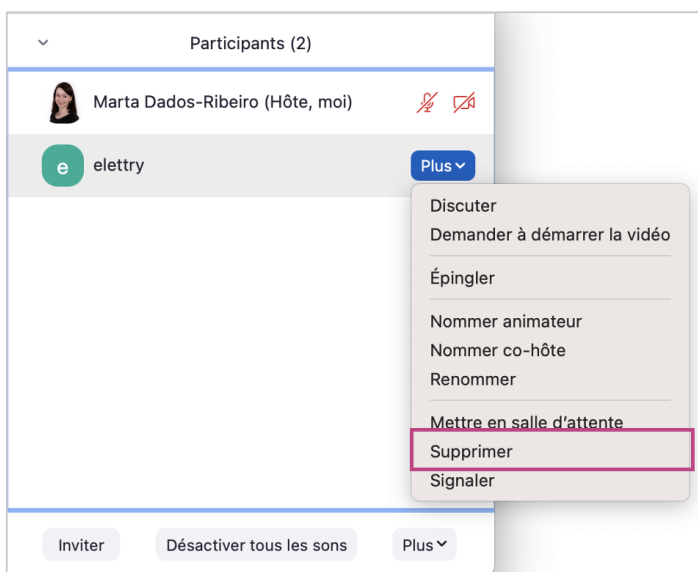 Participants (2)
Marta Dados-Ribeiro (Hôte, moi)
e elettry Plus
Discuter
Demander à démarrer la vidéo
Épingler
Nommer animateur
Nommer co-hôte
Renommer
Mettre en salle d'attente
Supprimer
Signaler
Inviter Désactiver tous les sons Plus